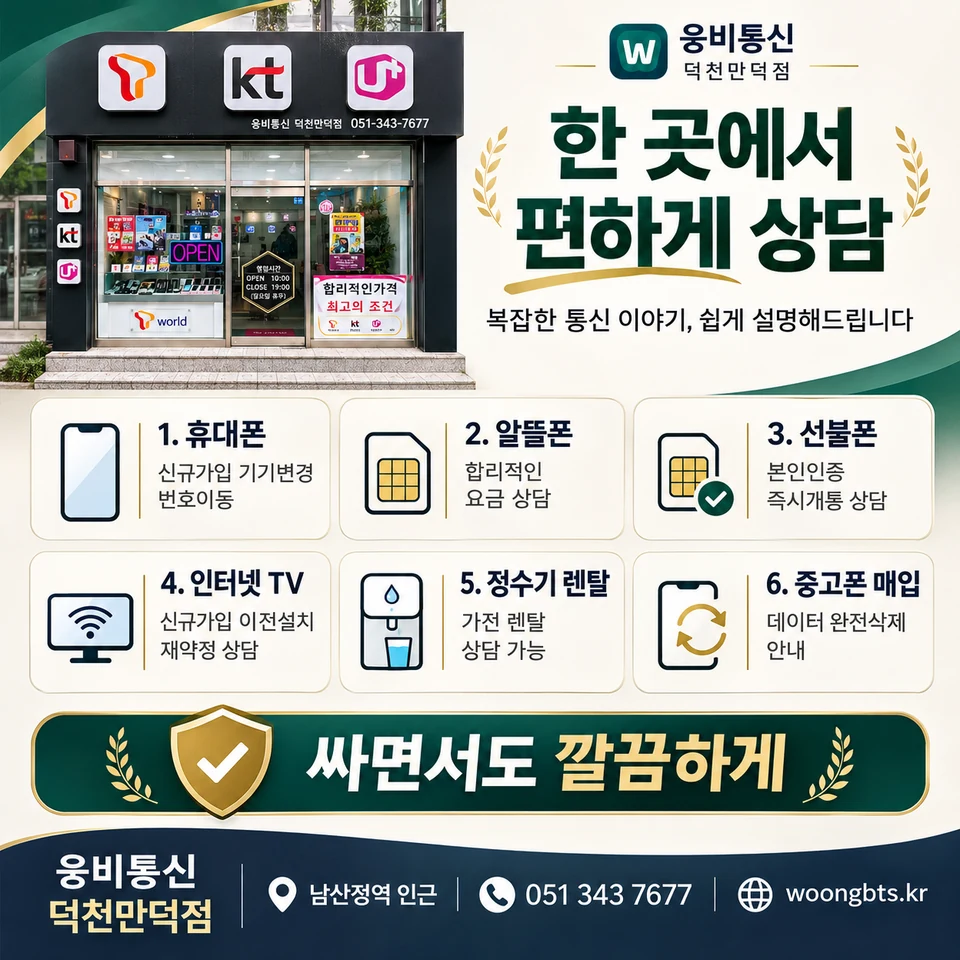 kt
U+
웅비통신 덕천만덕점 051-343-7677
kt
U+
OPEN
영업시간
OPEN 10:00
CLOSE 19:00
(일요일 휴무)
합리적인가격
최고의 조건
kt
world
W
웅비통신
덕천만덕점
한 곳에서
편하게 상담
복잡한 통신 이야기, 쉽게 설명해드립니다
1. 휴대폰
신규가입 기기변경
번호이동
2. 알뜰폰
합리적인
요금 상담
3. 선불폰
본인인증
즉시개통 상담
4. 인터넷 TV
신규가입 이전설치
재약정 상담
5. 정수기 렌탈
가전 렌탈
상담 가능
6. 중고폰 매입
데이터 완전삭제
안내
싸면서도 깔끔하게
웅비통신
덕천만덕점
남산정역 인근
051 343 7677
woongbts.kr